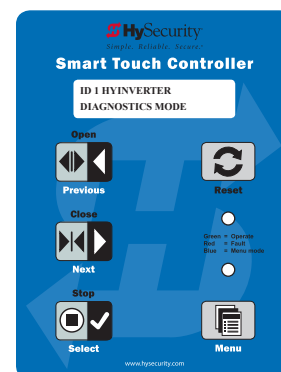 HySecurity
Simple. Reliable. Secure.
Smart Touch Controller
ID 1 HYINVERTER
DIAGNOSTICS MODE
Open
Previous
Reset
Close
Next
Green = Operate
Red = Fault
Blue = Menu mode
Stop
Select
Menu
www.hysecurity.com